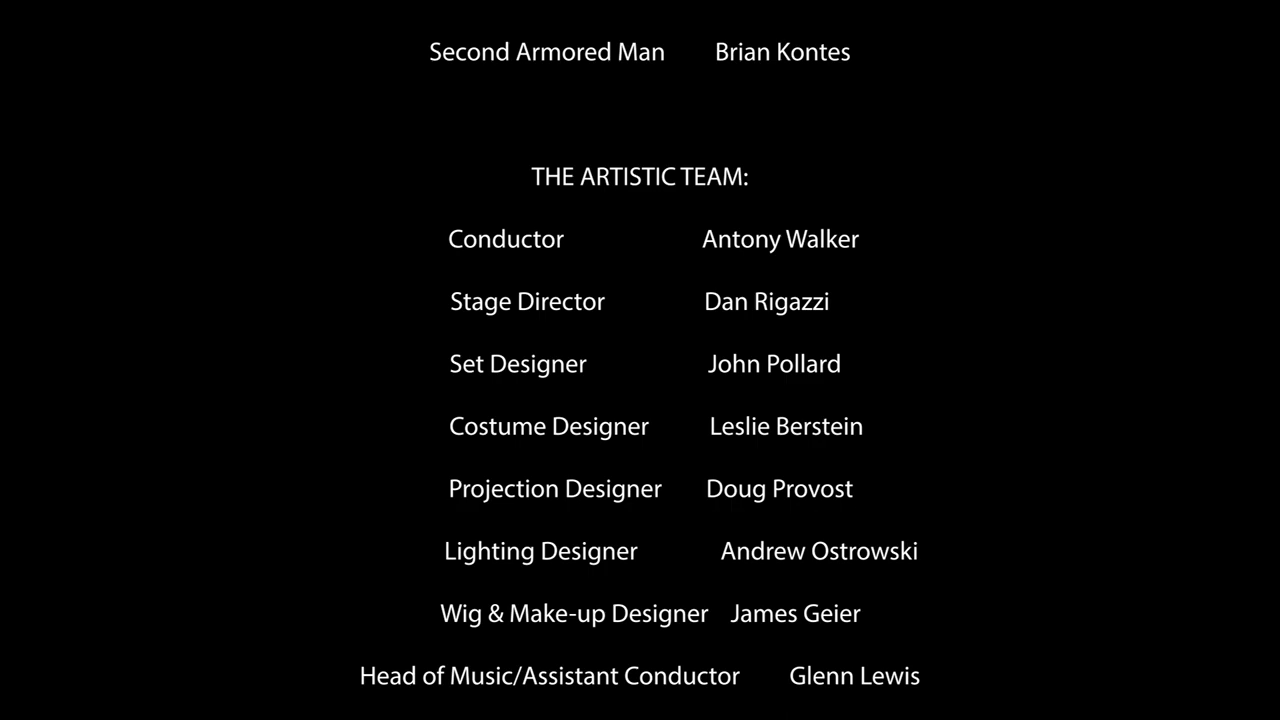 Second Armored Man Brian Kontes
THE ARTISTIC TEAM:
Conductor Antony Walker
Stage Director Dan Rigazzi
Set Designer John Pollard
Costume Designer Leslie Berstein
Projection Designer Doug Provost
Lighting Designer Andrew Ostrowski
Wig & Make-up Designer James Geier
Head of Music/Assistant Conductor Glenn Lewis